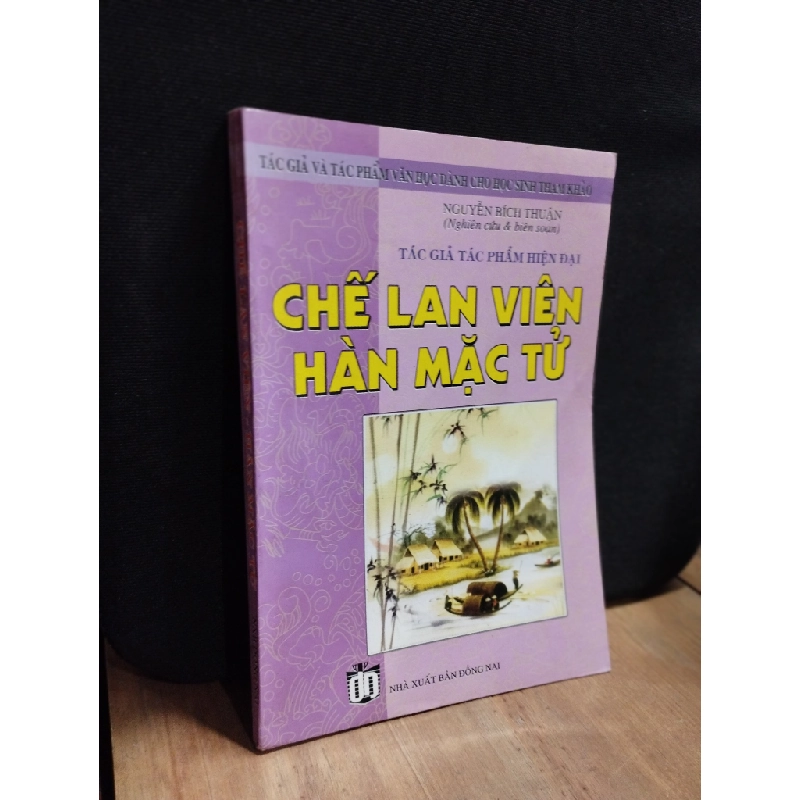 TÁC GIẢ VÀ TÁC PHẨM VĂN HỌC DÀNH CHO HỌC SINH THAM KHẢO
NGUYỄN BÍCH THUẬN
(Nghiên cứu & biên soạn)
TÁC GIẢ TÁC PHẨM HIỆN ĐẠI
CHẾ LAN VIÊN
HÀN MẶC TỬ
NHÀ XUẤT BẢN ĐỒNG NAI